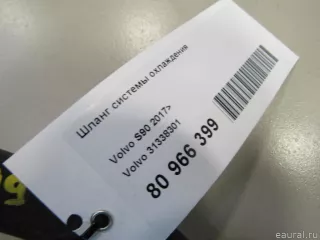 Шланг системы охлаждения
Volvo S90 2017>
Volvo 31338301
80 966 399
eaural.ru